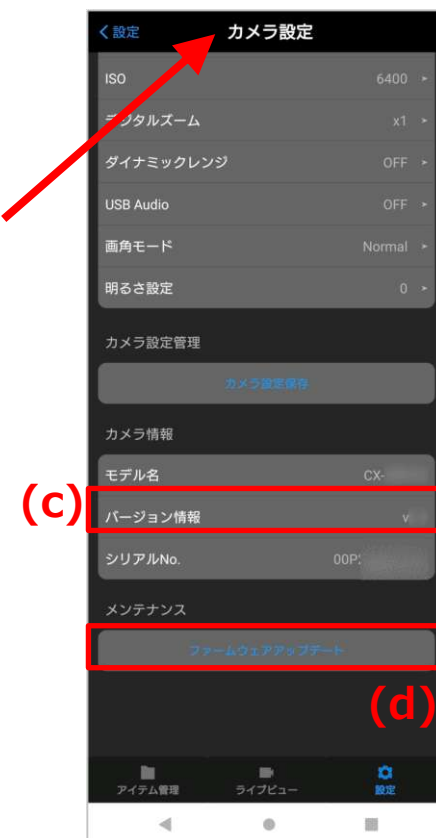 設定 カメラ設定
ISO 6400
デジタルズーム x1
ダイナミックレンジ OFF
USB Audio OFF
画角モード Normal
明るさ設定 0
カメラ設定管理
カメラ設定保存
カメラ情報
モデル名 CX-
(c)
バージョン情報 v
シリアルNo. 00P
メンテナンス
ファームウェアアップデート
(d)
アイテム管理 ライブビュー 設定